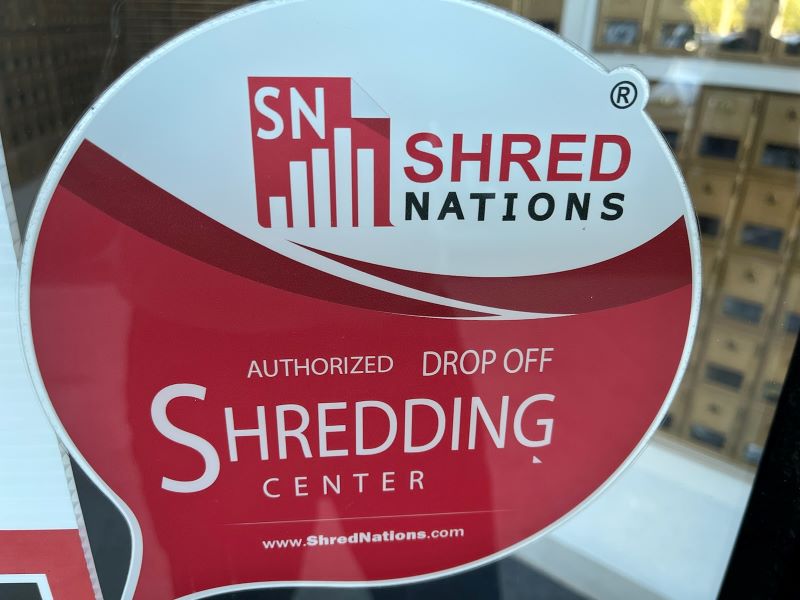 SN
®
SHRED
NATIONS
AUTHORIZED DROP OFF
SHREDDING
CENTER
www.ShredNations.com